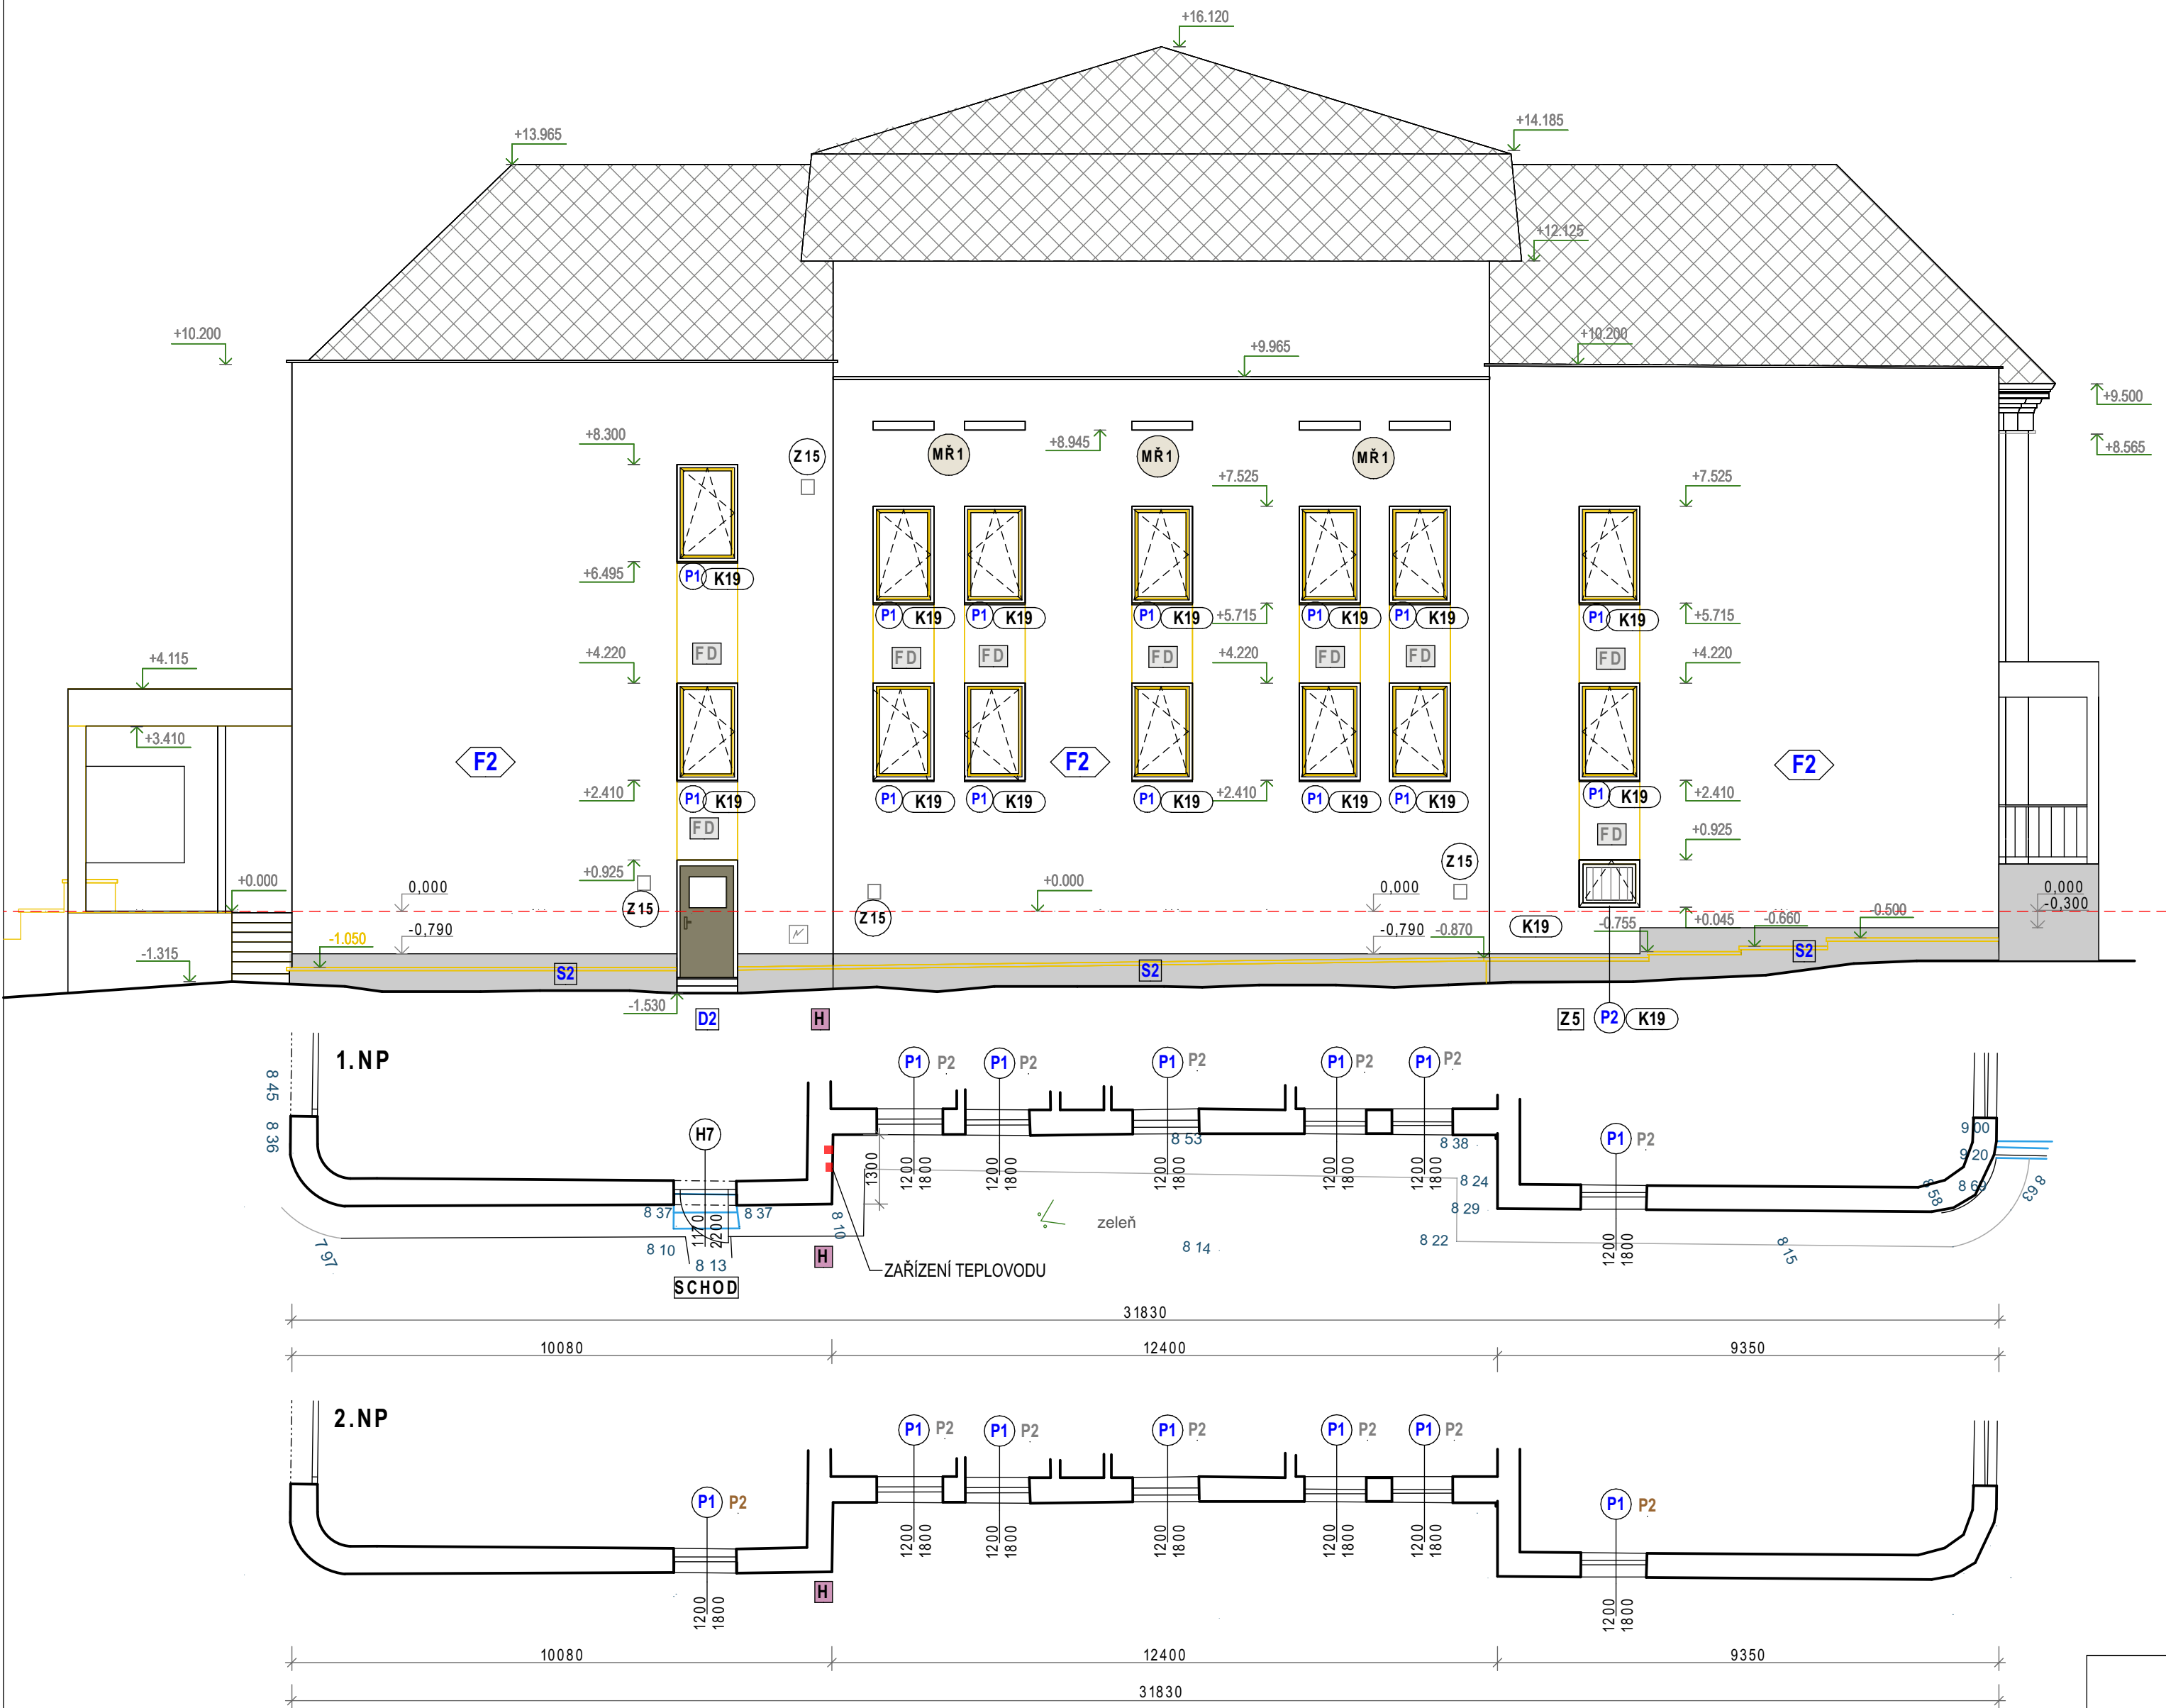 +16.120
+13.965
+14.185
+12.125
+10.200
+10.200
+9.965
+9.500
+8.945
+8.565
+8.300
Z15
MŘ1
MŘ1
MŘ1
+7.525
+7.525
+6.495
P1 K19
P1 K19
P1 K19
P1 K19
+5.715
P1 K19
P1 K19
P1 K19
+5.715
+4.115
+4.220
FD
FD
FD
FD
+4.220
FD
FD
FD
+4.220
+3.410
F2
F2
F2
+2.410
P1 K19
P1 K19
P1 K19
P1 K19
+2.410
P1 K19
P1 K19
P1 K19
+2.410
FD
FD
+0.925
+0.925
Z15
+0.000
0,000
Z15
Z15
+0.000
0,000
0,000
-0,300
-0,790
-0,790
-0.870
K19
-0.755
+0.045
-0.660
-0.500
-1.050
-1.315
S2
S2
S2
-1.530
D2
H
Z5 P2 K19
1.NP
P1 P2
P1 P2
P1 P2
P1 P2
P1 P2
8 45
8 36
H7
P1 P2
8 53
8 38
9 00
9 20
1300
1200
1800
1200
1800
1200
1800
1200
1800
1200
1800
8 24
8 29
8 58
8 63
8 37
8 37
1170
2200
8 10
zeleň
8 22
8 14
7 97
8 10
8 13
SCHOD
H
ZAŘÍZENÍ TEPLOVODU
1200
1800
8 15
31830
10080
12400
9350
2.NP
P1 P2
P1 P2
P1 P2
P1 P2
P1 P2
P1 P2
P1 P2
1200
1800
1200
1800
1200
1800
1200
1800
1200
1800
H
1200
1800
1200
1800
10080
12400
9350
31830